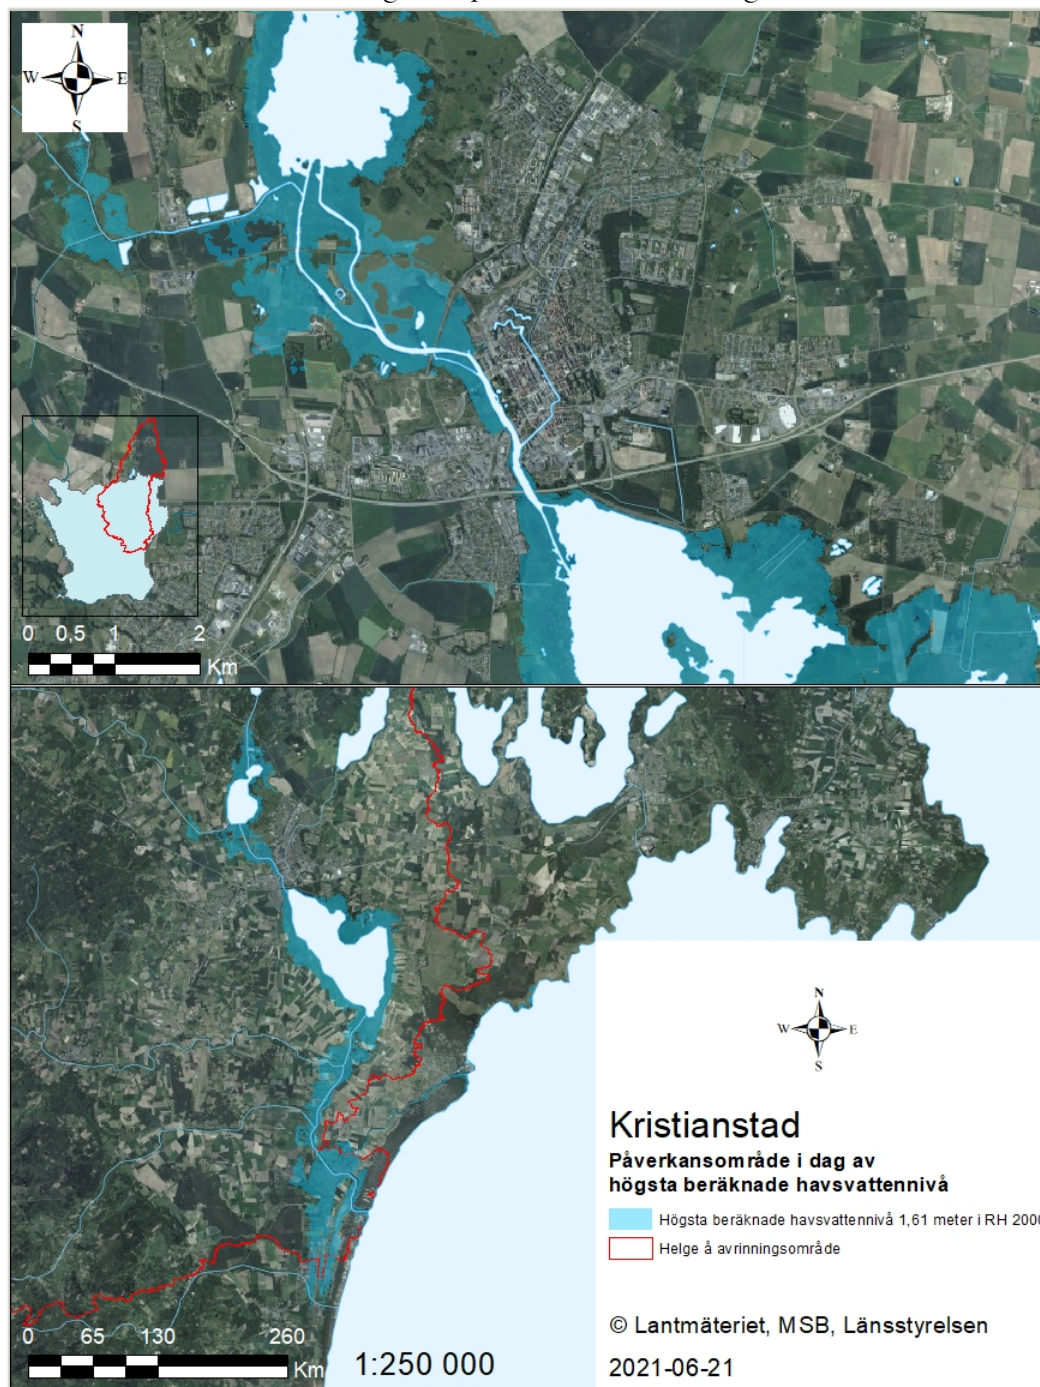 N
W E
S
0 0,5 1 2
Km
N
W E
S
Kristianstad
Påverkansområde i dag av
högsta beräknade havsvattennivå
Högsta beräknade havsvattennivå 1,61 meter i RH 2000
Helge å avrinningsområde
0 65 130 260
Km
1:250 000
© Lantmäteriet, MSB, Länsstyrelsen
2021-06-21